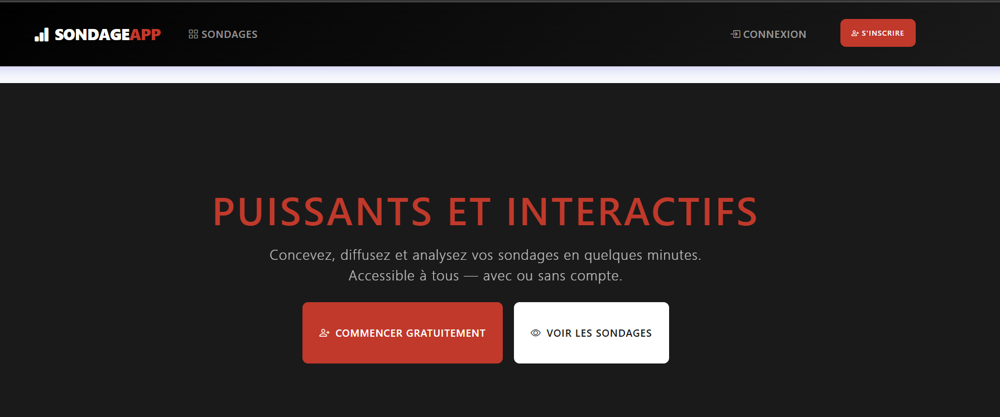 SONDAGEAPP
SONDAGES
CONNEXION
S'INSCRIRE
PUISSANTS ET INTERACTIFS
Concevez, diffusez et analysez vos sondages en quelques minutes.
Accessible à tous — avec ou sans compte.
COMMENCER GRATUITEMENT
VOIR LES SONDAGES